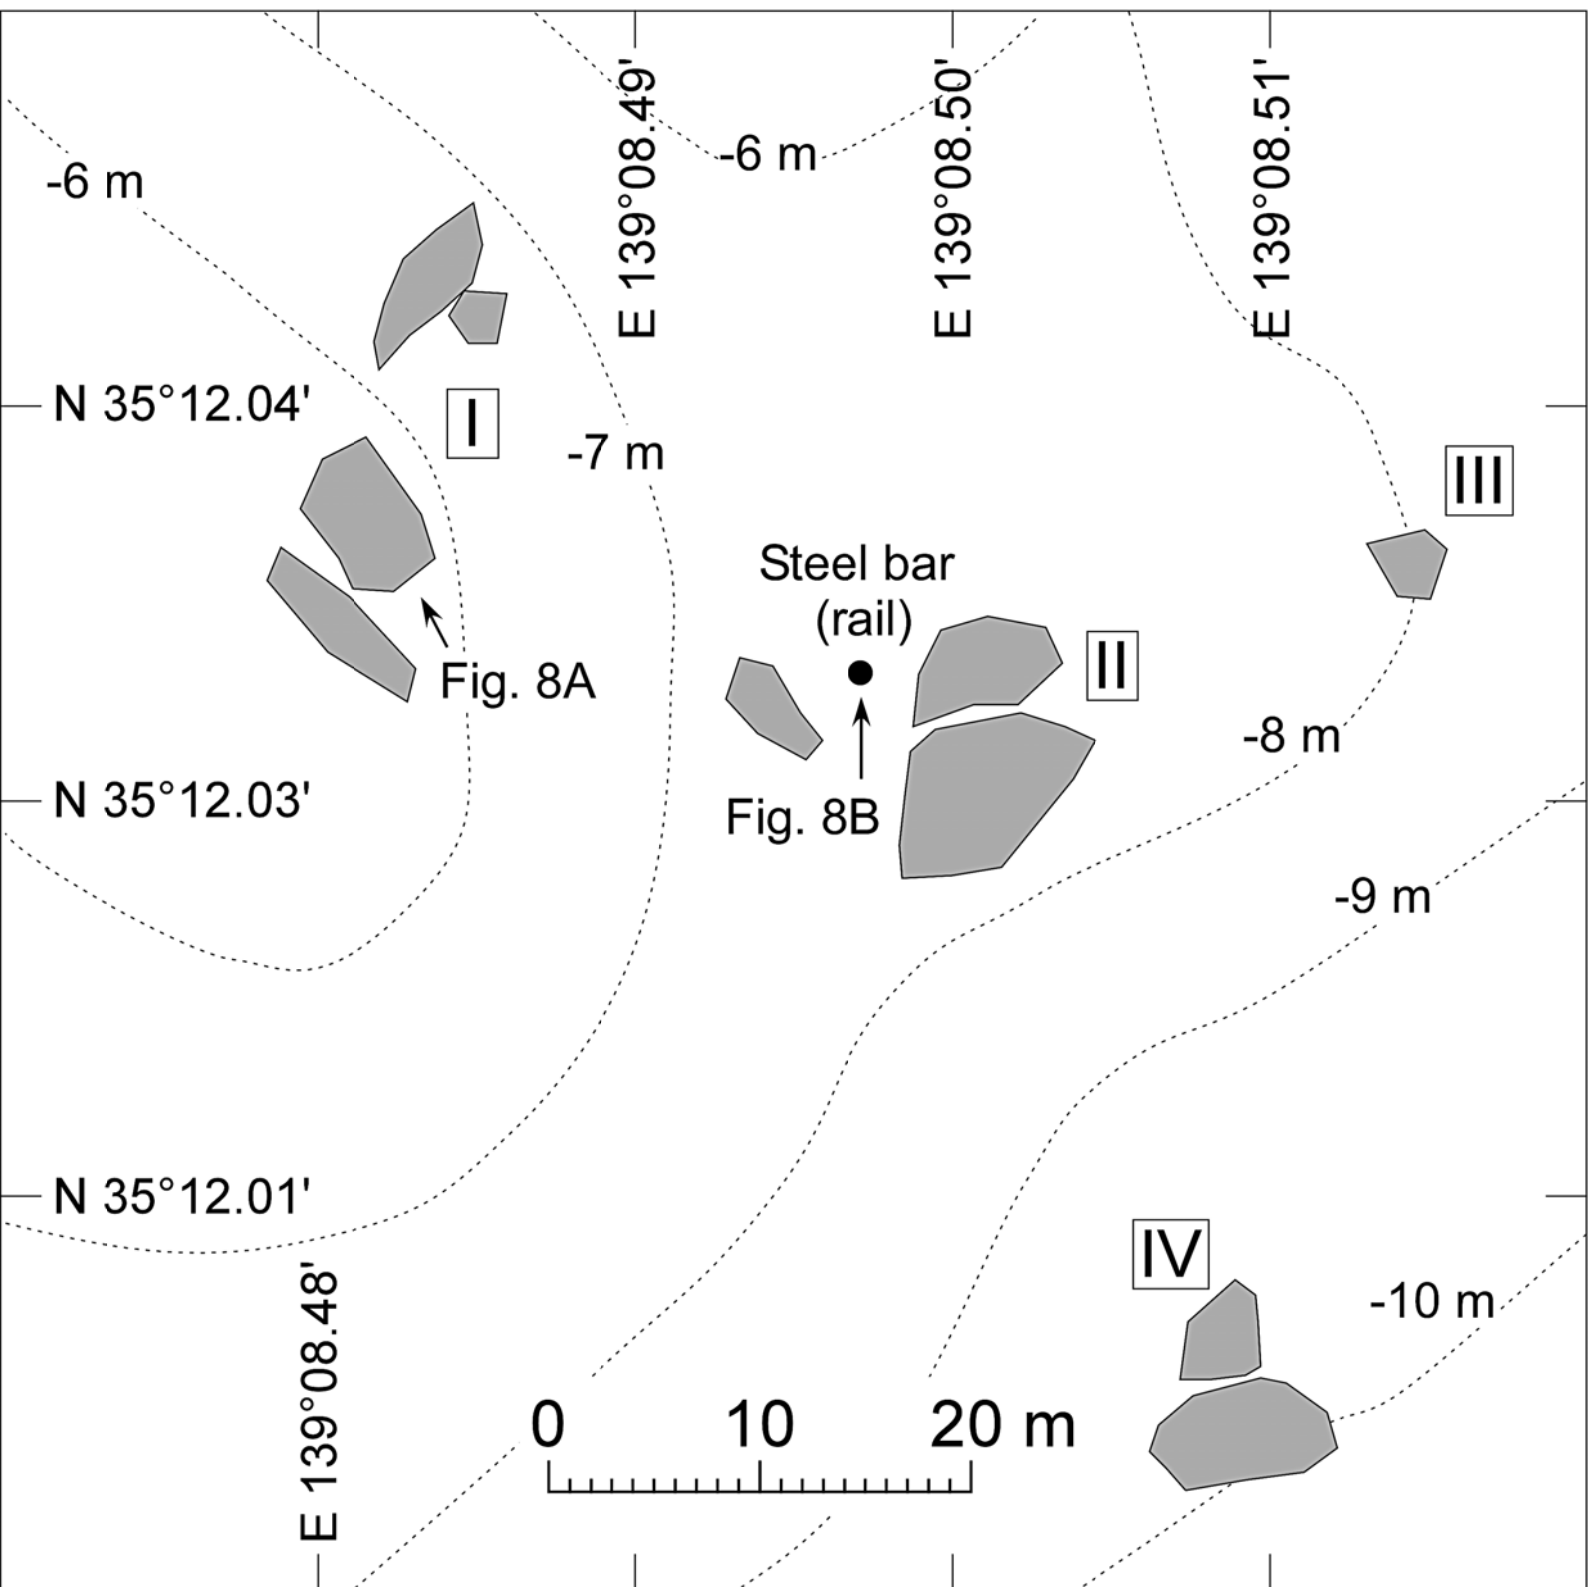 E 139°08.49'
E 139°08.50'
E 139°08.51'
-6 m
-6 m
N 35°12.04'
I
-7 m
III
Steel bar
(rail)
II
Fig. 8A
-8 m
N 35°12.03'
Fig. 8B
-9 m
N 35°12.01'
IV
E 139°08.48'
-10 m
0 10 20 m